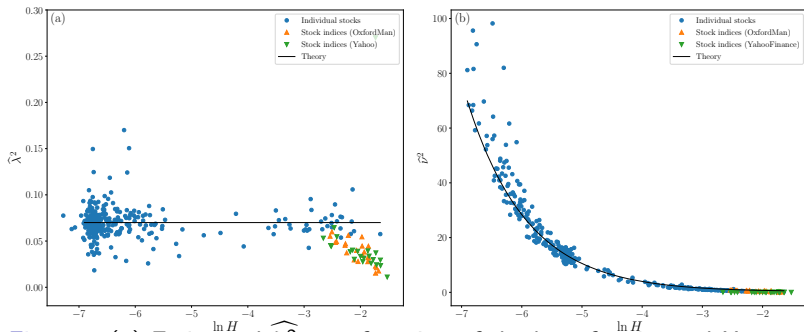 (a)
Individual stocks
Stock indices (OxfordMan)
Stock indices (Yahoo)
Theory
0.30
0.25
0.20
0.15
0.10
0.05
0.00
λ̂²
−7 −6 −5 −4 −3 −2
ln H
(b)
Individual stocks
Stock indices (OxfordMan)
Stock indices (YahooFinance)
Theory
100
80
60
40
20
0
ν̂²
−7 −6 −5 −4 −3 −2
ln H